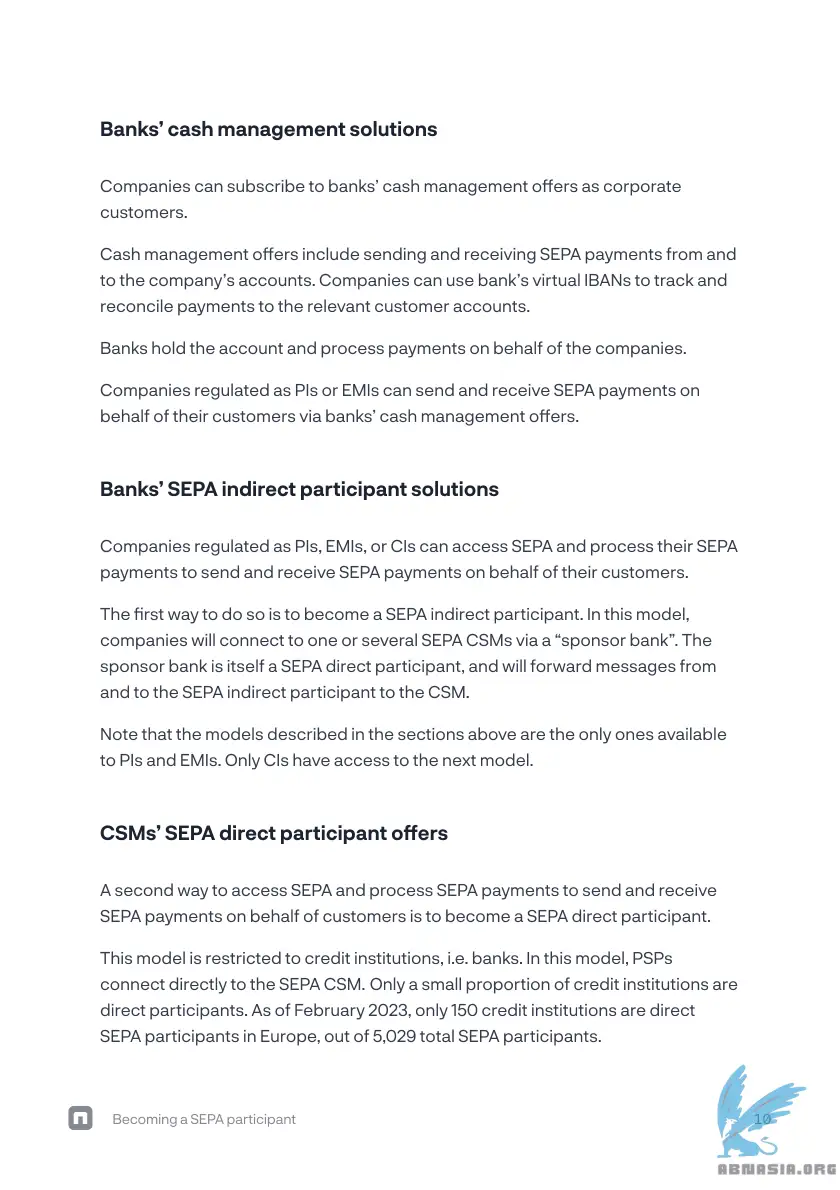 Banks’ cash management solutions
Companies can subscribe to banks’ cash management offers as corporate
customers.
Cash management offers include sending and receiving SEPA payments from and
to the company’s accounts. Companies can use bank’s virtual IBANs to track and
reconcile payments to the relevant customer accounts.
Banks hold the account and process payments on behalf of the companies.
Companies regulated as PIs or EMIs can send and receive SEPA payments on
behalf of their customers via banks’ cash management offers.
Banks’ SEPA indirect participant solutions
Companies regulated as PIs, EMIs, or CIs can access SEPA and process their SEPA
payments to send and receive SEPA payments on behalf of their customers.
The first way to do so is to become a SEPA indirect participant. In this model,
companies will connect to one or several SEPA CSMs via a “sponsor bank”. The
sponsor bank is itself a SEPA direct participant, and will forward messages from
and to the SEPA indirect participant to the CSM.
Note that the models described in the sections above are the only ones available
to PIs and EMIs. Only CIs have access to the next model.
CSMs’ SEPA direct participant offers
A second way to access SEPA and process SEPA payments to send and receive
SEPA payments on behalf of customers is to become a SEPA direct participant.
This model is restricted to credit institutions, i.e. banks. In this model, PSPs
connect directly to the SEPA CSM. Only a small proportion of credit institutions are
direct participants. As of February 2023, only 150 credit institutions are direct
SEPA participants in Europe, out of 5,029 total SEPA participants.
Becoming a SEPA participant
10
ABNASIA.ORG